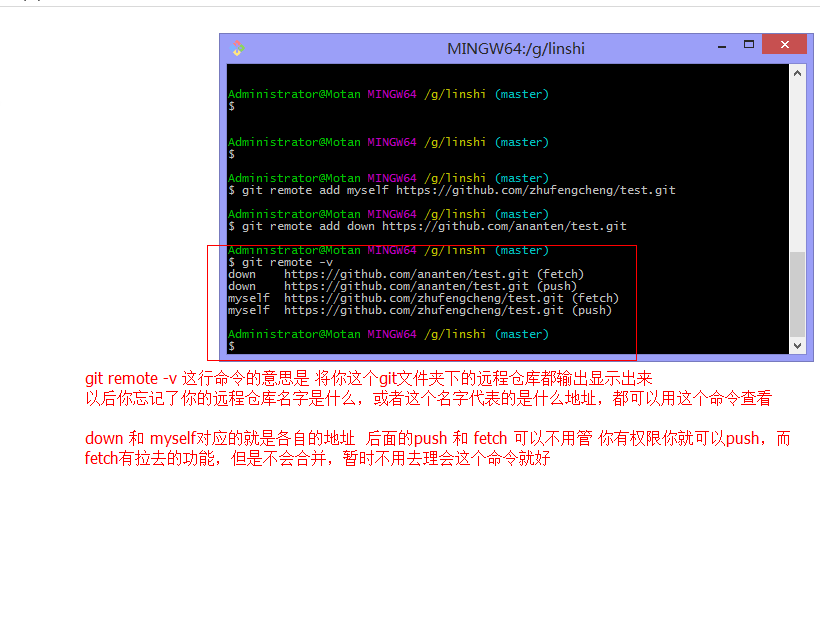 MINGW64:/g/linshi
Administrator@Motan MINGW64 /g/linshi (master)
$
Administrator@Motan MINGW64 /g/linshi (master)
$
Administrator@Motan MINGW64 /g/linshi (master)
$ git remote add myself https://github.com/zhufengcheng/test.git
Administrator@Motan MINGW64 /g/linshi (master)
$ git remote add down https://github.com/ananten/test.git
Administrator@Motan MINGW64 /g/linshi (master)
$ git remote -v
down    https://github.com/ananten/test.git (fetch)
down    https://github.com/ananten/test.git (push)
myself  https://github.com/zhufengcheng/test.git (fetch)
myself  https://github.com/zhufengcheng/test.git (push)
Administrator@Motan MINGW64 /g/linshi (master)
$
git remote -v 这行命令的意思是 将你这个git文件夹下的远程仓库都输出显示出来
以后你忘记了你的远程仓库名字是什么，或者这个名字代表的是什么地址，都可以用这个命令查看
down 和 myself对应的就是各自的地址  后面的push 和 fetch 可以不用管 你有权限你就可以push，而
fetch有拉去的功能，但是不会合并，暂时不用去理会这个命令就好